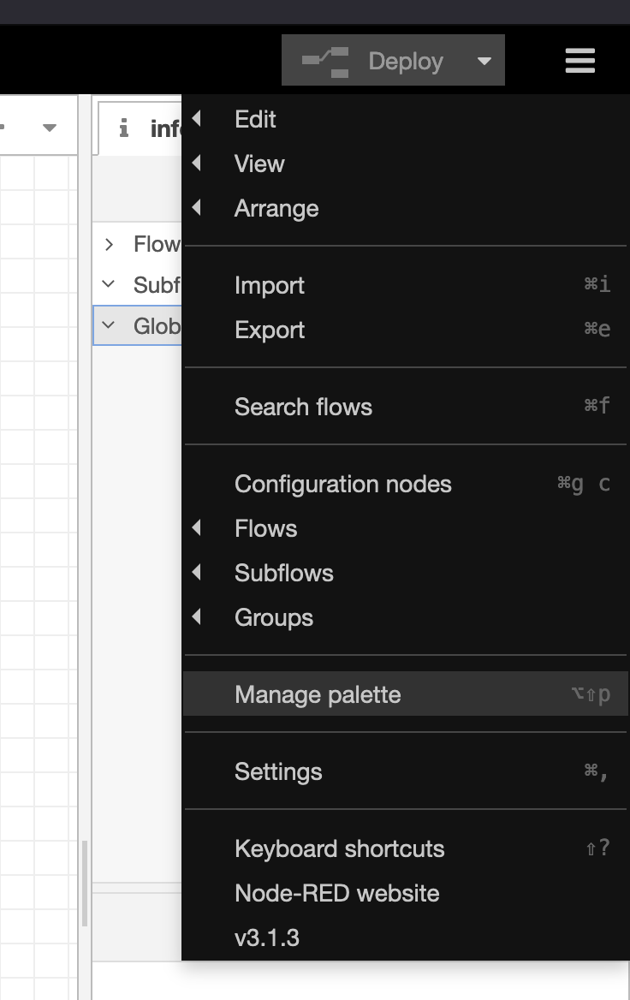 Deploy
i inf
Edit
View
Arrange
Flow
Subf
Glob
Import ⌘i
Export ⌘e
Search flows ⌘f
Configuration nodes ⌘g c
Flows
Subflows
Groups
Manage palette ⌥⇧p
Settings ⌘,
Keyboard shortcuts ⇧?
Node-RED website
v3.1.3